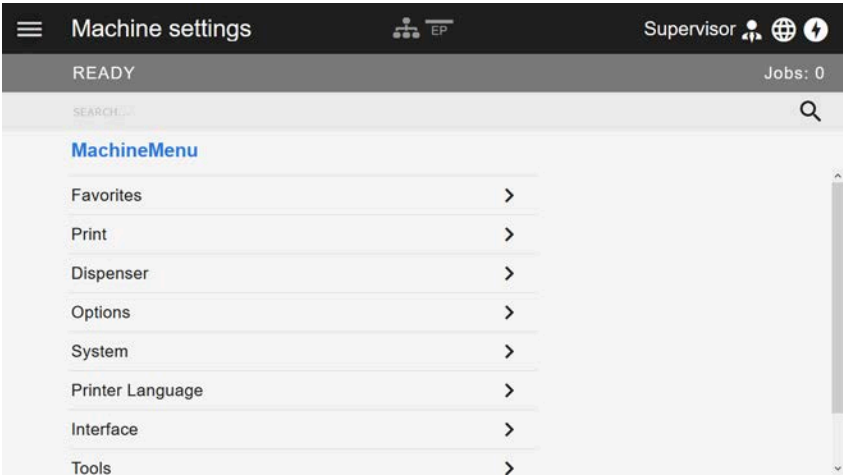 Machine settings EP Supervisor
READY Jobs: 0
SEARCH...
MachineMenu
Favorites
Print
Dispenser
Options
System
Printer Language
Interface
Tools